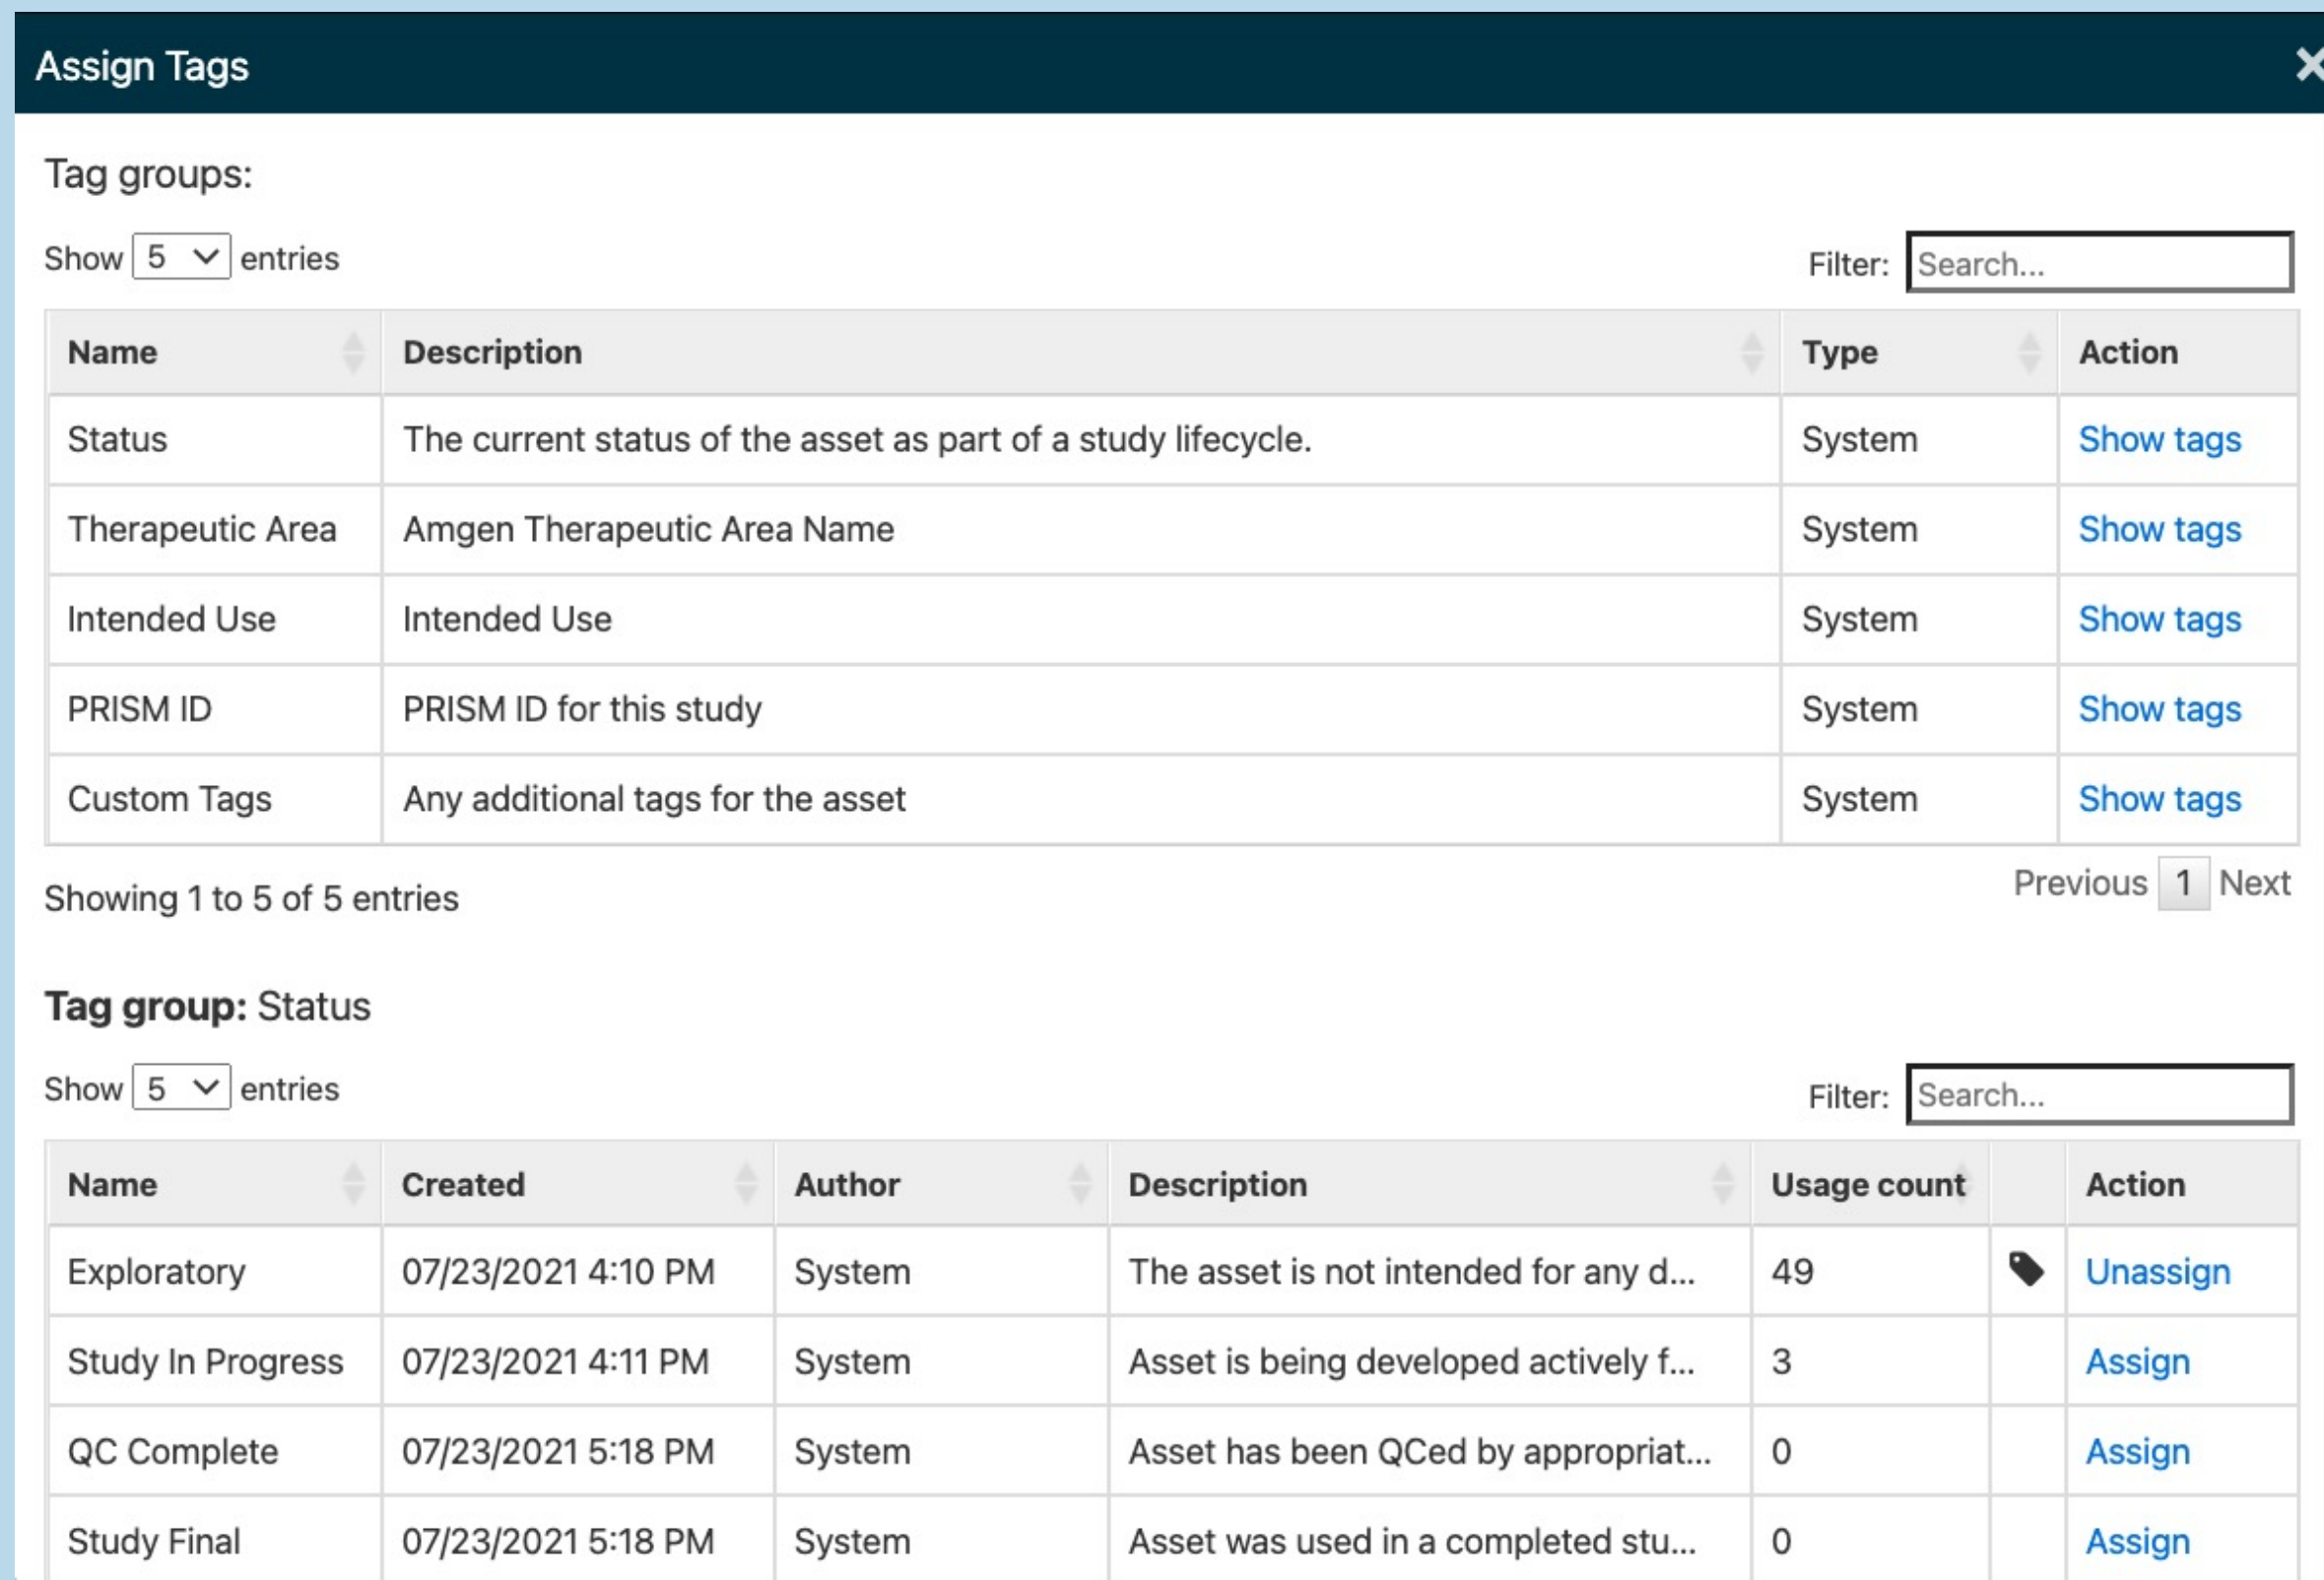 Assign Tags
Tag groups:
Show 5 entries Filter: Search...
Name Description Type Action
Status The current status of the asset as part of a study lifecycle. System Show tags
Therapeutic Area Amgen Therapeutic Area Name System Show tags
Intended Use Intended Use System Show tags
PRISM ID PRISM ID for this study System Show tags
Custom Tags Any additional tags for the asset System Show tags
Showing 1 to 5 of 5 entries Previous 1 Next
Tag group: Status
Show 5 entries Filter: Search...
Name Created Author Description Usage count Action
Exploratory 07/23/2021 4:10 PM System The asset is not intended for any d... 49 Unassign
Study In Progress 07/23/2021 4:11 PM System Asset is being developed actively f... 3 Assign
QC Complete 07/23/2021 5:18 PM System Asset has been QCed by appropriat... 0 Assign
Study Final 07/23/2021 5:18 PM System Asset was used in a completed stu... 0 Assign